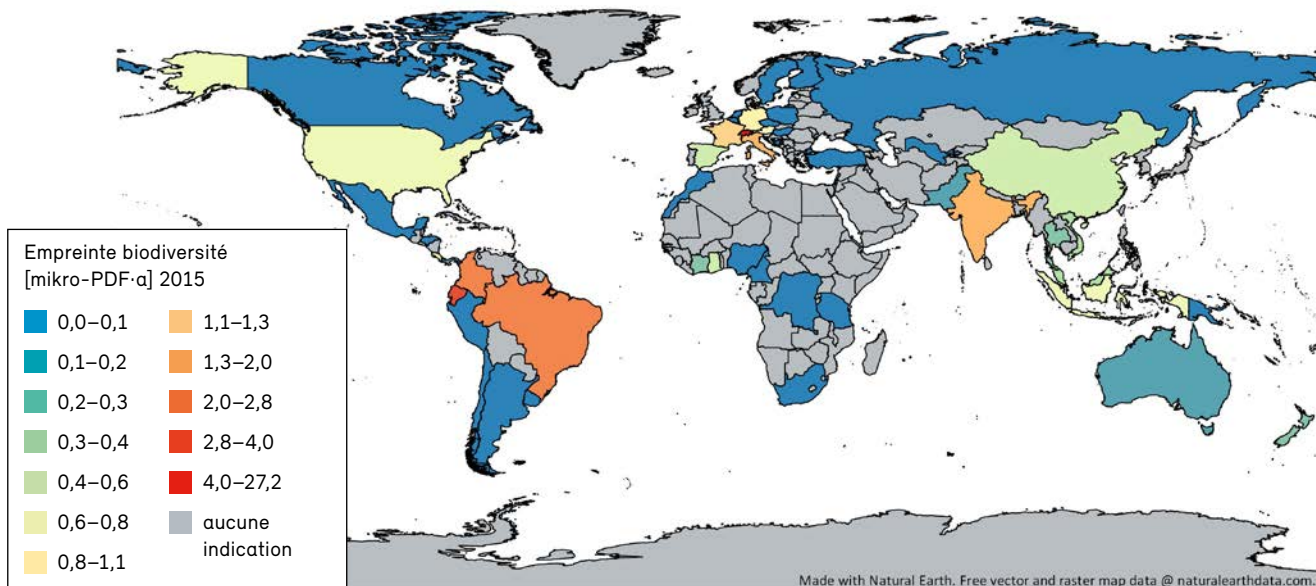 Empreinte biodiversité
[mikro-PDF·a] 2015
0,0–0,1
0,1–0,2
0,2–0,3
0,3–0,4
0,4–0,6
0,6–0,8
0,8–1,1
1,1–1,3
1,3–2,0
2,0–2,8
2,8–4,0
4,0–27,2
aucune
indication
Made with Natural Earth. Free vector and raster map data @ naturalearthdata.com